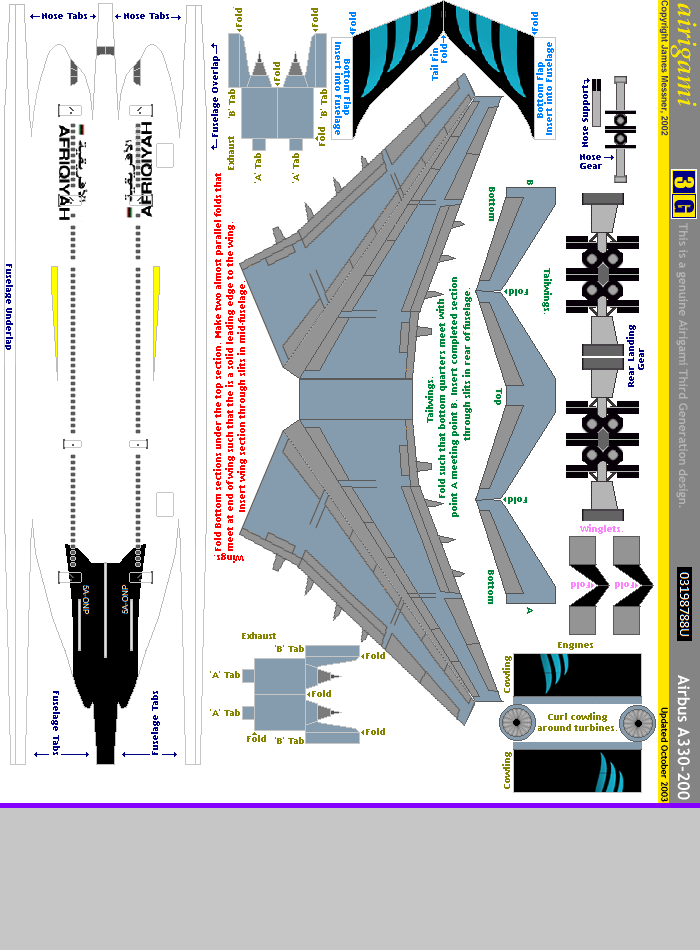 airigami
Copyright James Messner, 2002
3G
This is a genuine Airigami Third Generation design.
03198788U
Airbus A330-200
Updated October 2003
Nose Support
Nose Gear
Rear Landing Gear
Winglets.
Fold
Fold
Engines
Cowling
Curl cowling
around turbines.
Cowling
B
Bottom
Fold
Tailwings.
Top
Fold
Bottom
A
Tailwings.
Fold such that bottom quarters meet with
point A meeting point B. Insert completed section
through slits in rear of fuselage.
Fold
Bottom Flap
Insert into Fuselage
Tail Fin
Fold
Fold
Bottom Flap
Insert into Fuselage
Fold
'B' Tab
Exhaust
'A' Tab
Fold
'A' Tab
Fold
'B' Tab
Fold
Fuselage Overlap
Wings.
Fold Bottom sections under the top section. Make two almost parallel folds that
meet at end of wing such that the is a solid leading edge to the wing.
Insert wing section through slits in mid-fuselage.
Exhaust
'B' Tab
Fold
'A' Tab
Fold
'A' Tab
Fold
'B' Tab
Fold
Nose Tabs
Nose Tabs
AFRIQIYAH
الأفريقية
AFRIQIYAH
الأفريقية
5A-ONP
5A-ONP
Fuselage Underlap
Fuselage Tabs
Fuselage Tabs